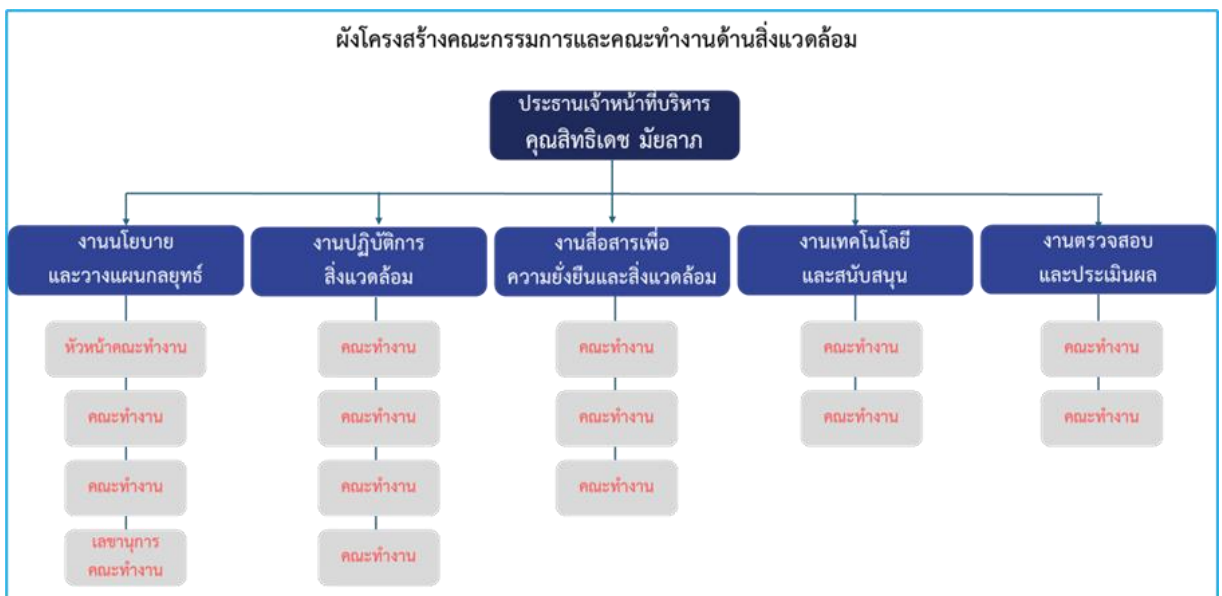 ผังโครงสร้างคณะกรรมการและคณะทำงานด้านสิ่งแวดล้อม
ประธานเจ้าหน้าที่บริหาร
คุณสิทธิเดช มัยลาภ
งานนโยบาย
และวางแผนกลยุทธ์
งานปฏิบัติการ
สิ่งแวดล้อม
งานสื่อสารเพื่อ
ความยั่งยืนและสิ่งแวดล้อม
งานเทคโนโลยี
และสนับสนุน
งานตรวจสอบ
และประเมินผล
หัวหน้าคณะทำงาน
คณะทำงาน
คณะทำงาน
คณะทำงาน
คณะทำงาน
คณะทำงาน
คณะทำงาน
คณะทำงาน
คณะทำงาน
คณะทำงาน
คณะทำงาน
คณะทำงาน
คณะทำงาน
เลขานุการ
คณะทำงาน
คณะทำงาน